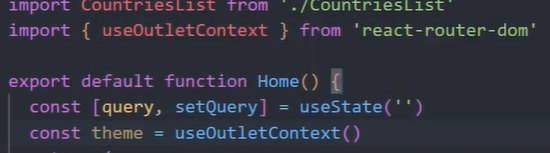 import CountriesList from './CountriesList'
import { useOutletContext } from 'react-router-dom'
export default function Home() {
const [query, setQuery] = useState('')
const theme = useOutletContext()